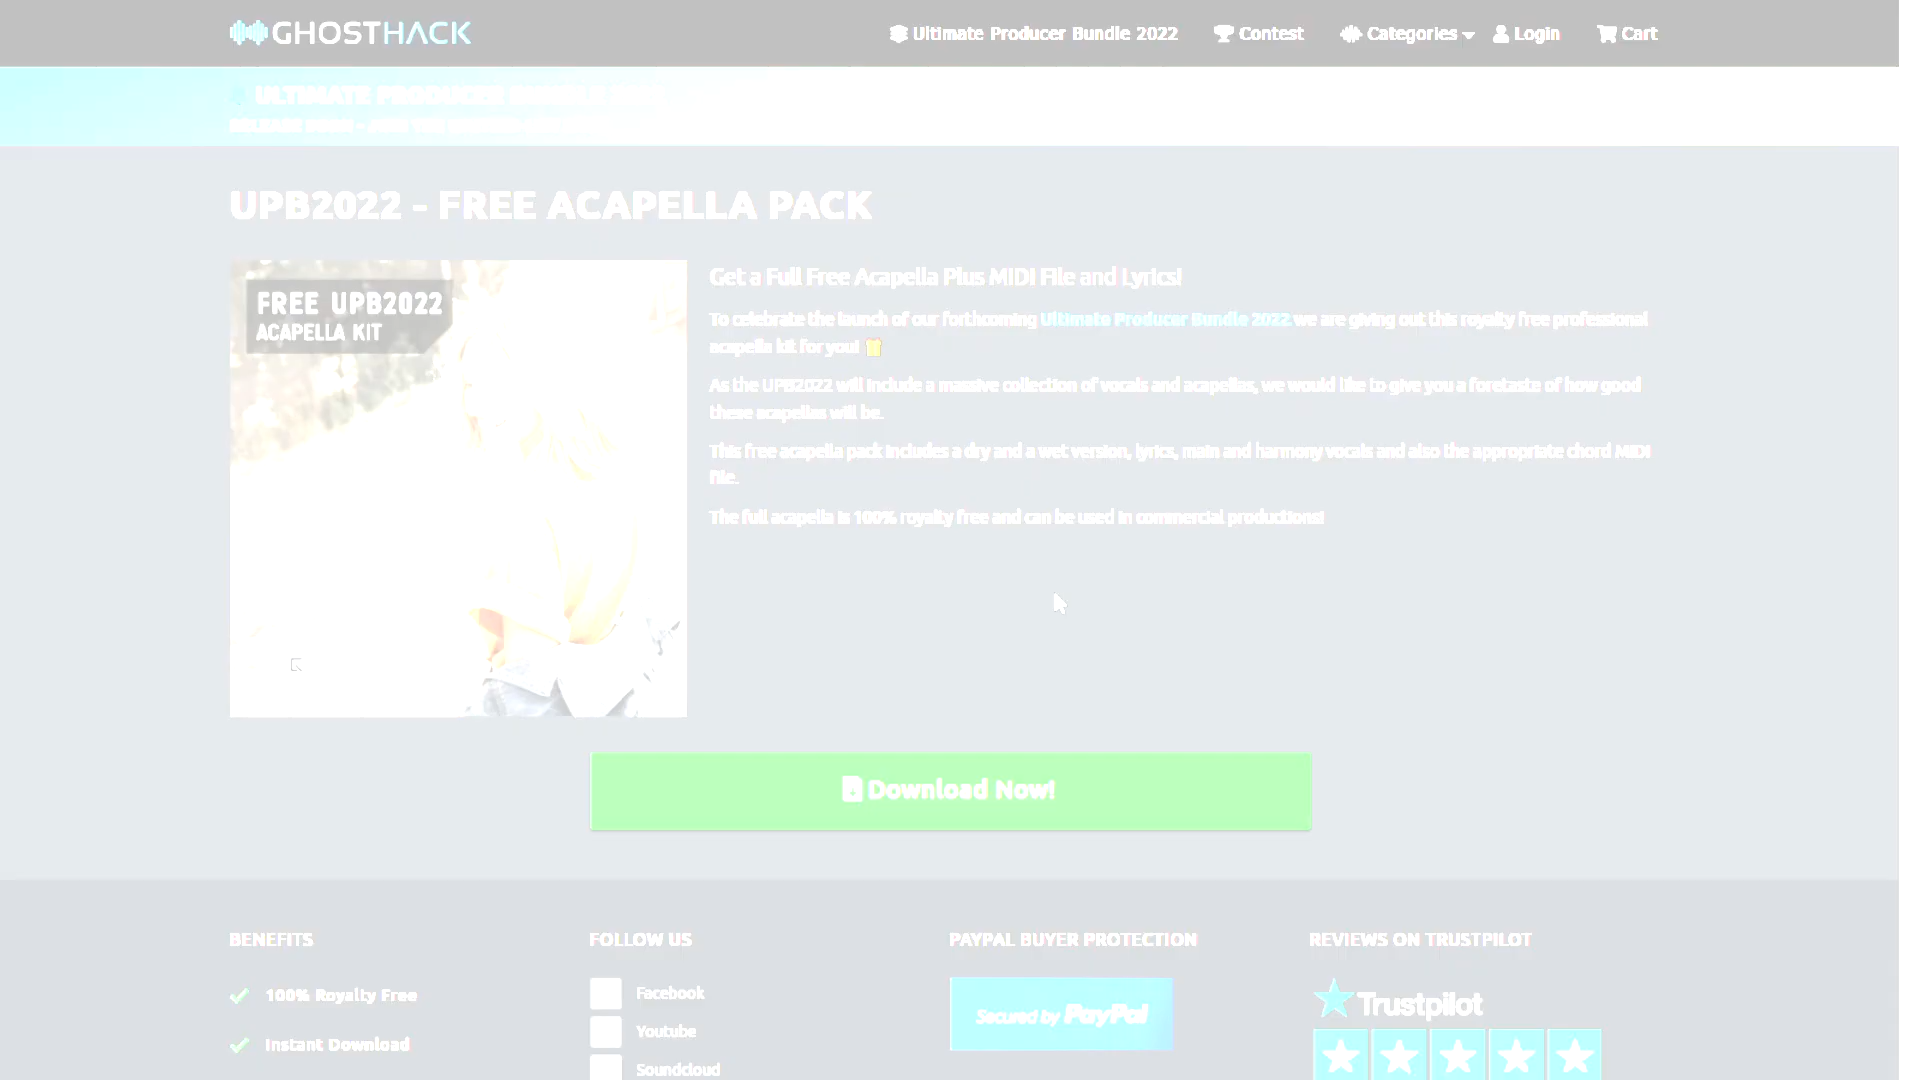 GHOSTHACK
Ultimate Producer Bundle 2022 Contest Categories Login Cart
ULTIMATE PRODUCER
UPB2022 - FREE ACAPELLA PACK
FREE UPB2022
ACAPELLA KIT
Get a Full Free Acapella Plus MIDI File and Lyrics!
To celebrate the launch of our forthcoming Ultimate Producer Bundle 2022 we are giving out this royalty free professional
acapella kit for you!
As the UPB2022 will include a massive collection of vocals and acapellas, we would like to give you a foretaste of how good
these acapellas will be.
This free acapella pack includes a dry and a wet version, lyrics, main and harmony vocals and also the appropriate chord MIDI
file.
The full acapella is 100% royalty free and can be used in commercial productions!
Download Now!
BENEFITS
100% Royalty Free
Instant Download
FOLLOW US
Facebook
Youtube
Soundcloud
PAYPAL BUYER PROTECTION
Secured by PayPal
REVIEWS ON TRUSTPILOT
Trustpilot